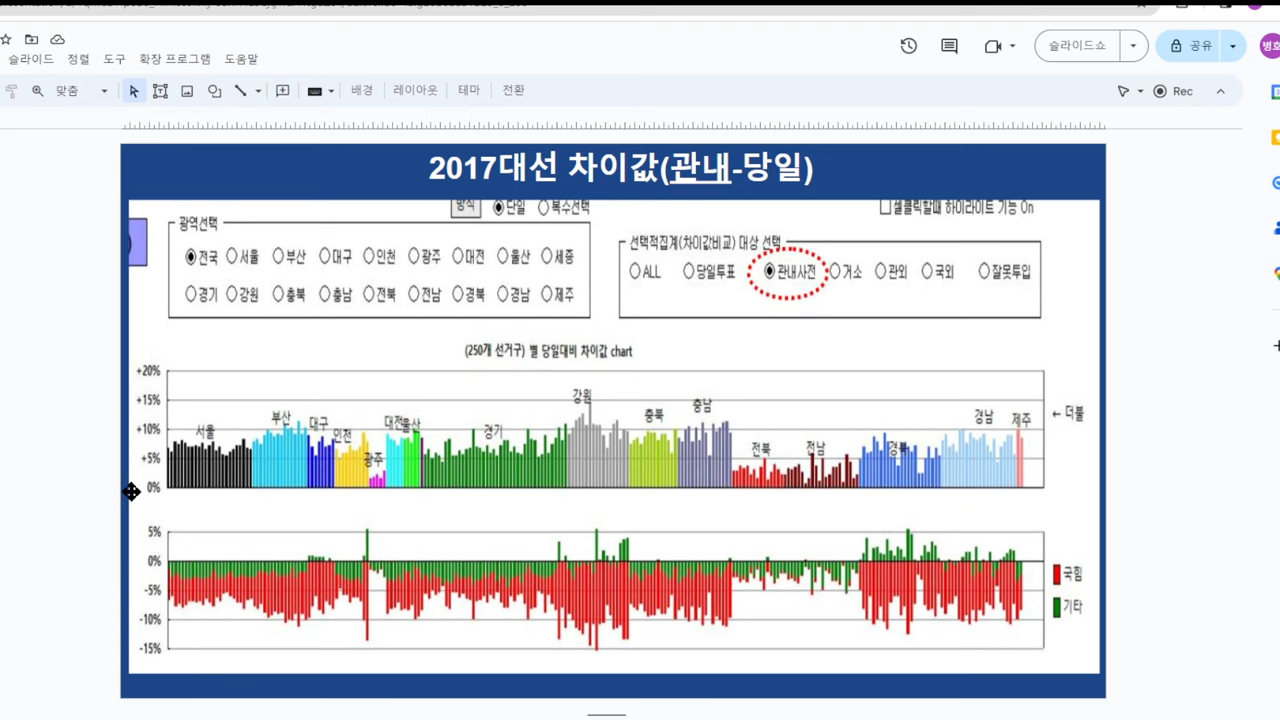 슬라이드 정렬 도구 확장 프로그램 도움말
슬라이드쇼
공유
병호
맞춤
배경 레이아웃 테마 전환
Rec
2017대선 차이값(관내-당일)
방식 단일 복수선택
셀클릭할때 하이라이트 기능 On
광역선택
전국 서울 부산 대구 인천 광주 대전 울산 세종
경기 강원 충북 충남 전북 전남 경북 경남 제주
선택적집계(차이값비교) 대상 선택
ALL 당일투표 관내사전 거소 관외 국외 잘못투입
(250개 선거구) 별 당일대비 차이값 chart
+20%
+15%
+10%
+5%
0%
서울 부산 대구 인천 광주 대전 울산 경기 강원 충북 충남 전북 전남 경북 경남 제주
← 더불
5%
0%
-5%
-10%
-15%
국힘
기타